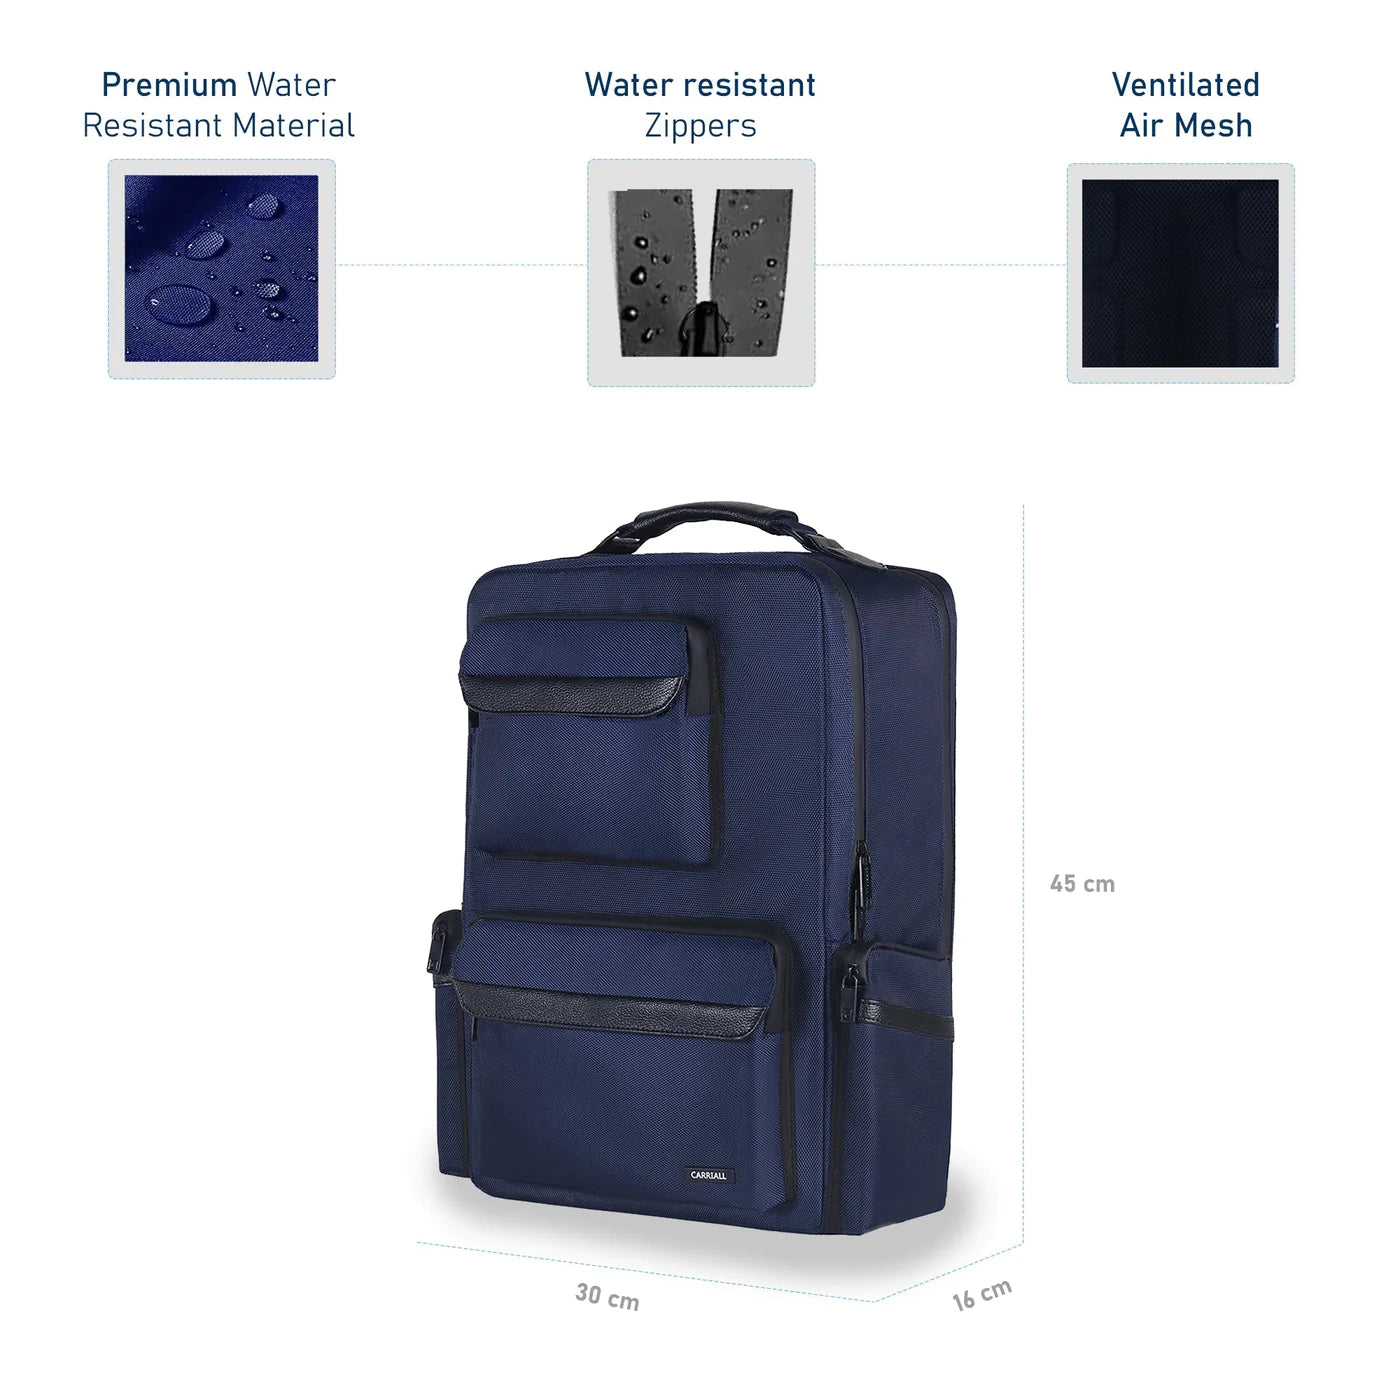 Premium Water
Resistant Material
Water resistant
Zippers
Ventilated
Air Mesh
CARRIALL
45 cm
30 cm
16 cm